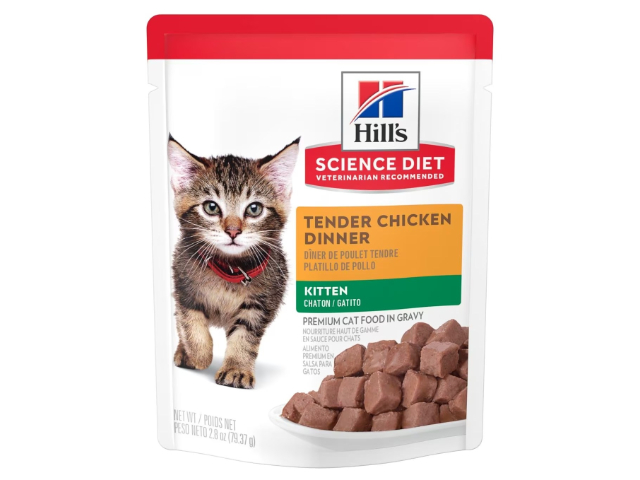 Hill's
SCIENCE DIET
VETERINARIAN RECOMMENDED
TENDER CHICKEN
DINNER
DÎNER DE POULET TENDRE
PLATILLO DE POLLO
KITTEN
CHATON / GATITO
PREMIUM CAT FOOD IN GRAVY
NOURRITURE HAUT DE GAMME
EN SAUCE POUR CHATS
ALIMENTO
PREMIUM EN
SALSA PARA
GATOS
NET WT / POIDS NET
PESO NETO 2.8 oz (79.37 g)